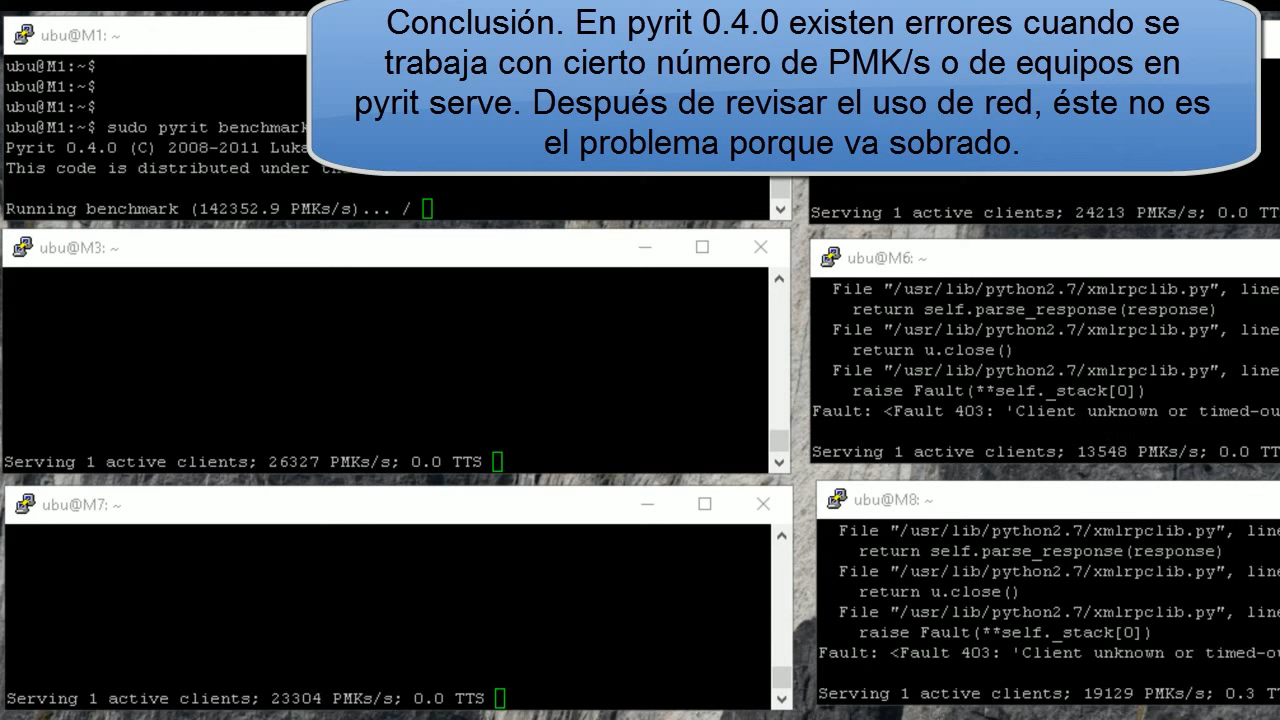 Conclusión. En pyrit 0.4.0 existen errores cuando se
trabaja con cierto número de PMK/s o de equipos en
pyrit serve. Después de revisar el uso de red, éste no es
el problema porque va sobrado.
ubu@M1: ~
ubu@M1:~$
ubu@M1:~$
ubu@M1:~$
ubu@M1:~$ sudo pyrit benchmark
Pyrit 0.4.0 (C) 2008-2011 Luka
This code is distributed under
Running benchmark (142352.9 PMKs/s)... /
Serving 1 active clients; 24213 PMKs/s; 0.0 TT
ubu@M3: ~
Serving 1 active clients; 26327 PMKs/s; 0.0 TTS
ubu@M6: ~
File "/usr/lib/python2.7/xmlrpclib.py", line
return self.parse_response(response)
File "/usr/lib/python2.7/xmlrpclib.py", line
return u.close()
File "/usr/lib/python2.7/xmlrpclib.py", line
raise Fault(**self._stack[0])
Fault: <Fault 403: 'Client unknown or timed-ou
Serving 1 active clients; 13548 PMKs/s; 0.0 TT
ubu@M7: ~
Serving 1 active clients; 23304 PMKs/s; 0.0 TTS
ubu@M8: ~
File "/usr/lib/python2.7/xmlrpclib.py", line
return self.parse_response(response)
File "/usr/lib/python2.7/xmlrpclib.py", line
return u.close()
File "/usr/lib/python2.7/xmlrpclib.py", line
raise Fault(**self._stack[0])
Fault: <Fault 403: 'Client unknown or timed-o
Serving 1 active clients; 19129 PMKs/s; 0.3 TT